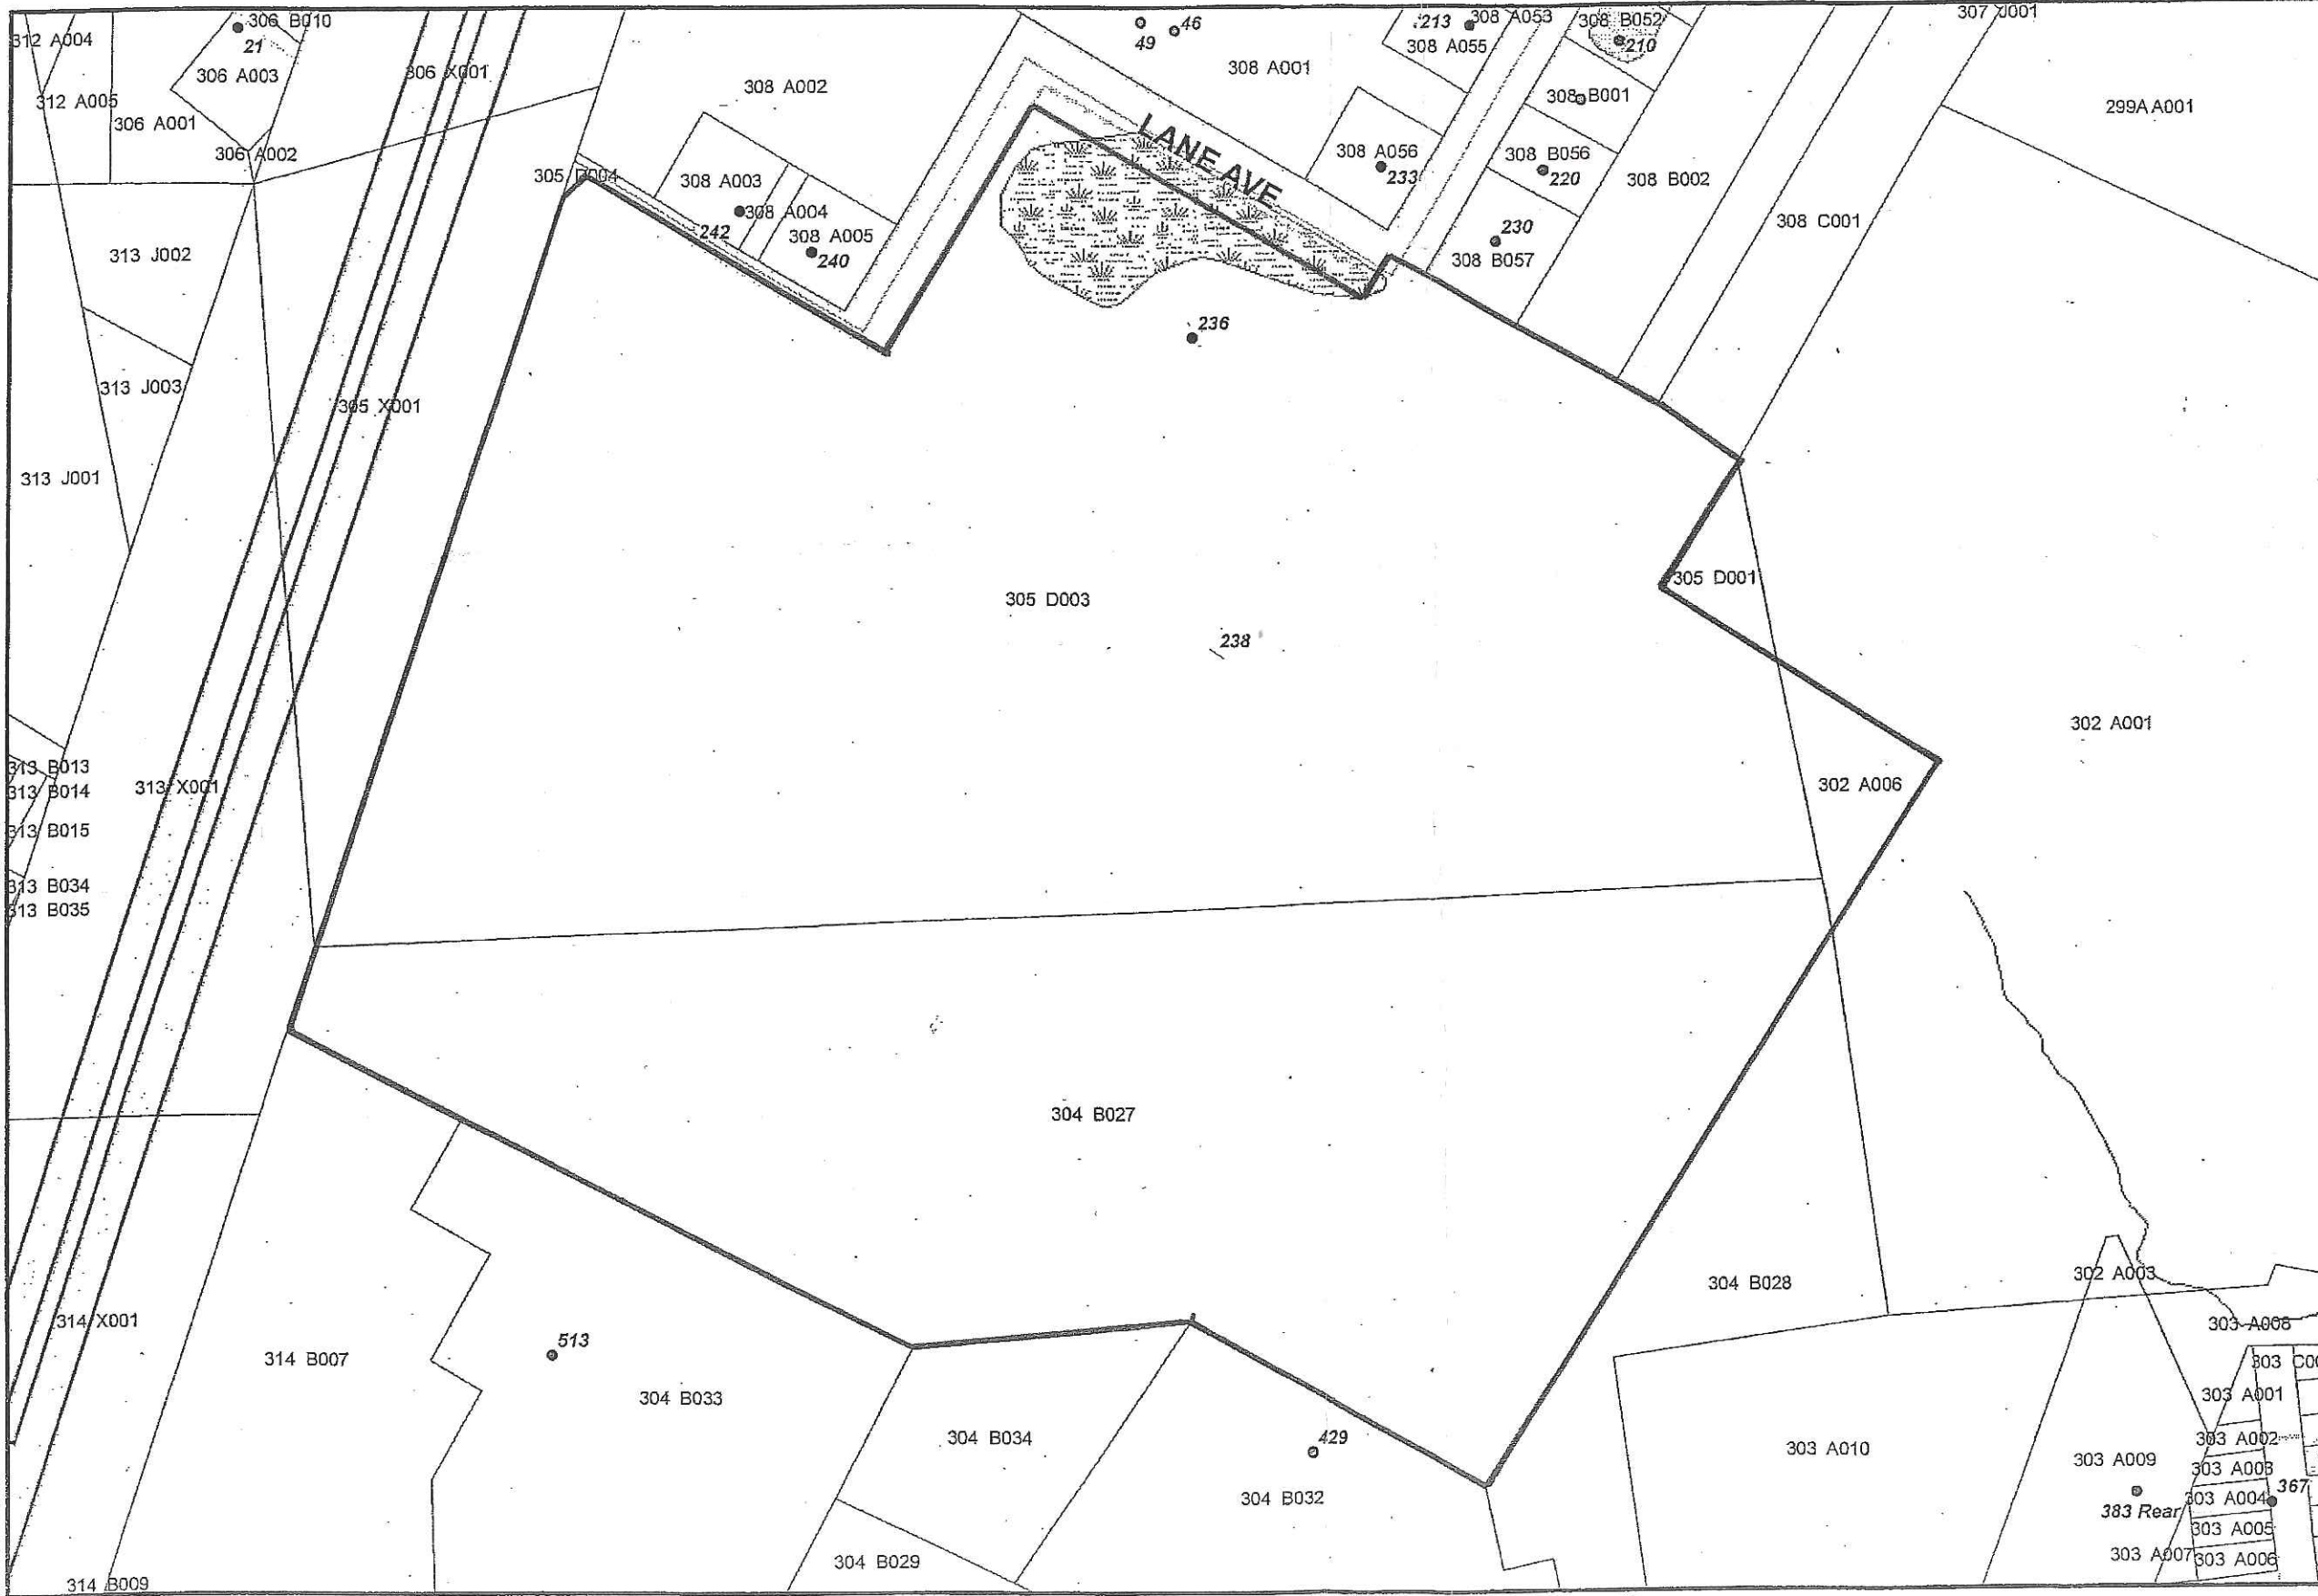 306 B010
307 J001
21
312 A004
306 A003
306 X001
49
46
213
308 A053
308 B052
308 A055
210
308 A001
308 A002
312 A005
306 A001
308 B001
299A A001
LANE AVE
306 A002
305 D004
308 A003
308 A004
242
308 A005
240
308 A056
233
308 B056
220
308 B002
230
308 B057
308 C001
313 J002
236
313 J003
305 X001
313 J001
305 D003
305 D001
238
302 A001
313 B013
313 B014
313 X001
302 A006
313 B015
313 B034
313 B035
304 B027
304 B028
302 A003
314 X001
303 A008
513
314 B007
303 A001
304 B033
304 B034
429
303 A010
303 A002
303 A009
303 A003
304 B032
303 A004
367
383 Rear
303 A005
304 B029
303 A007
303 A006
314 B009